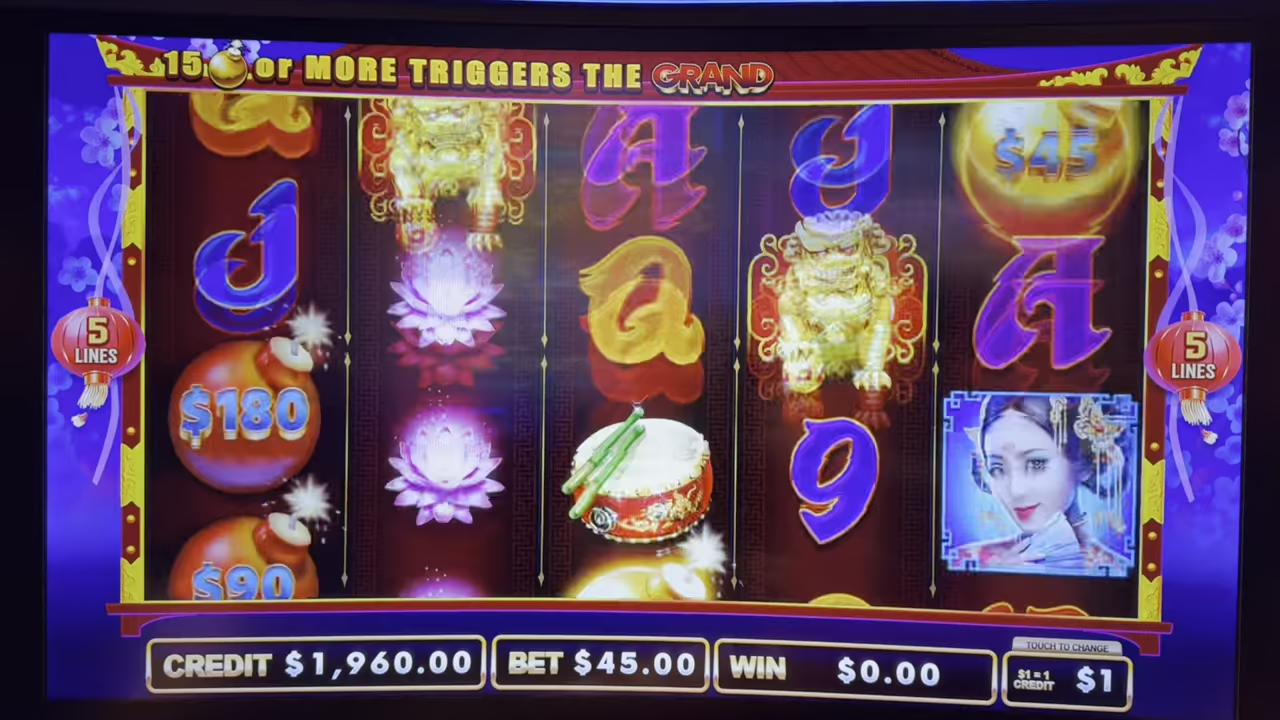 15 or MORE TRIGGERS THE GRAND
Q
J
$180
$90
A
Q
J
9
$45
A
5
LINES
5
LINES
CREDIT $1,960.00
BET $45.00
WIN $0.00
TOUCH TO CHANGE
$1=1
CREDIT
$1